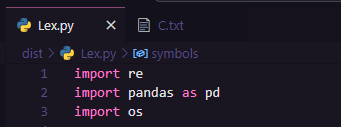 Lex.py × C.txt
dist > Lex.py > symbols
1 import re
2 import pandas as pd
3 import os